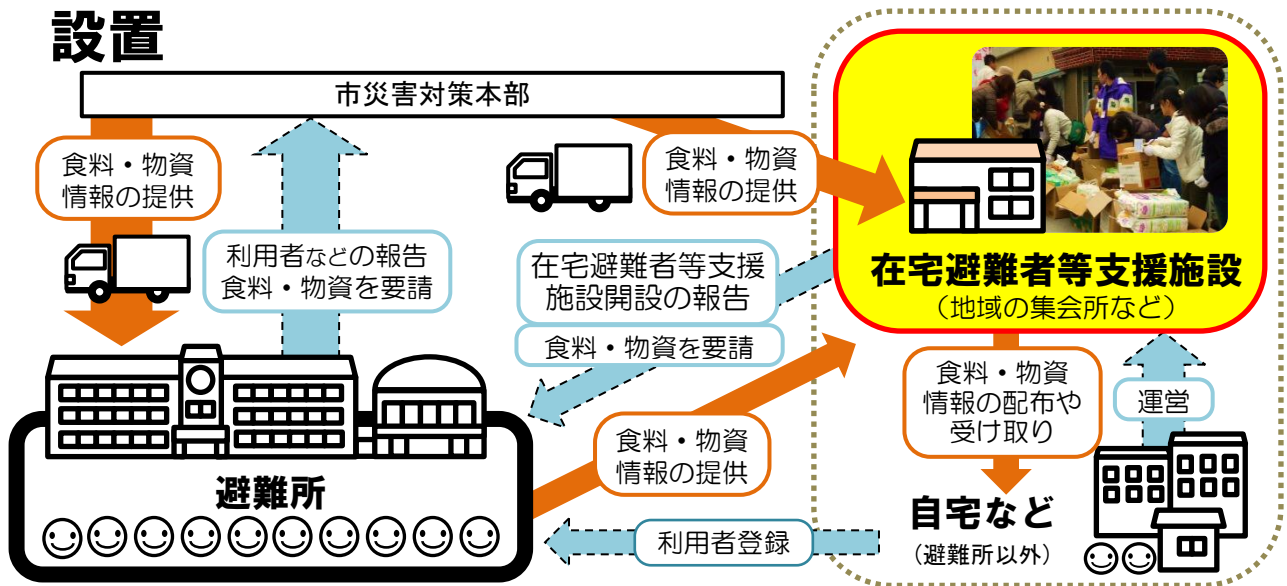 設置
市災害対策本部
食料・物資
情報の提供
利用者などの報告
食料・物資を要請
食料・物資
情報の提供
在宅避難者等支援
施設開設の報告
食料・物資を要請
在宅避難者等支援施設
（地域の集会所など）
食料・物資
情報の配布や
受け取り
運営
食料・物資
情報の提供
避難所
利用者登録
自宅など
（避難所以外）